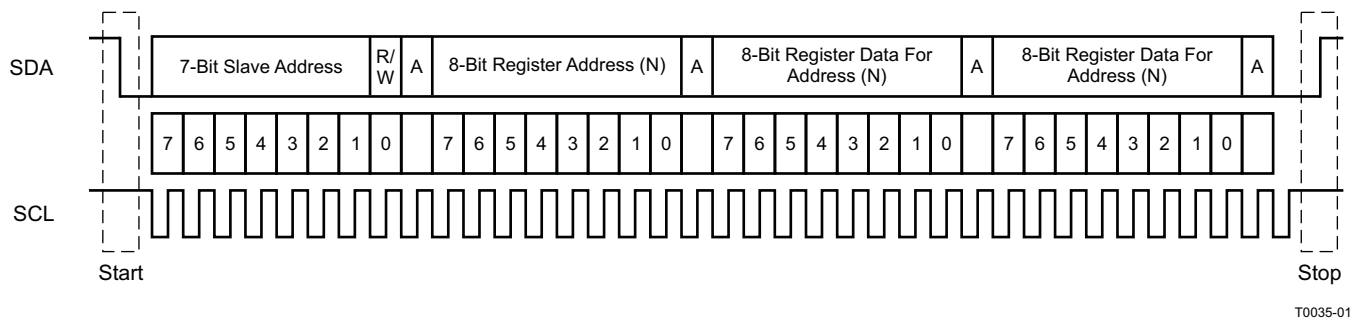 SDA
7-Bit Slave Address
R/
W
A
8-Bit Register Address (N)
A
8-Bit Register Data For
Address (N)
A
8-Bit Register Data For
Address (N)
A
7 6 5 4 3 2 1 0 7 6 5 4 3 2 1 0 7 6 5 4 3 2 1 0 7 6 5 4 3 2 1 0
SCL
Start
Stop
T0035-01